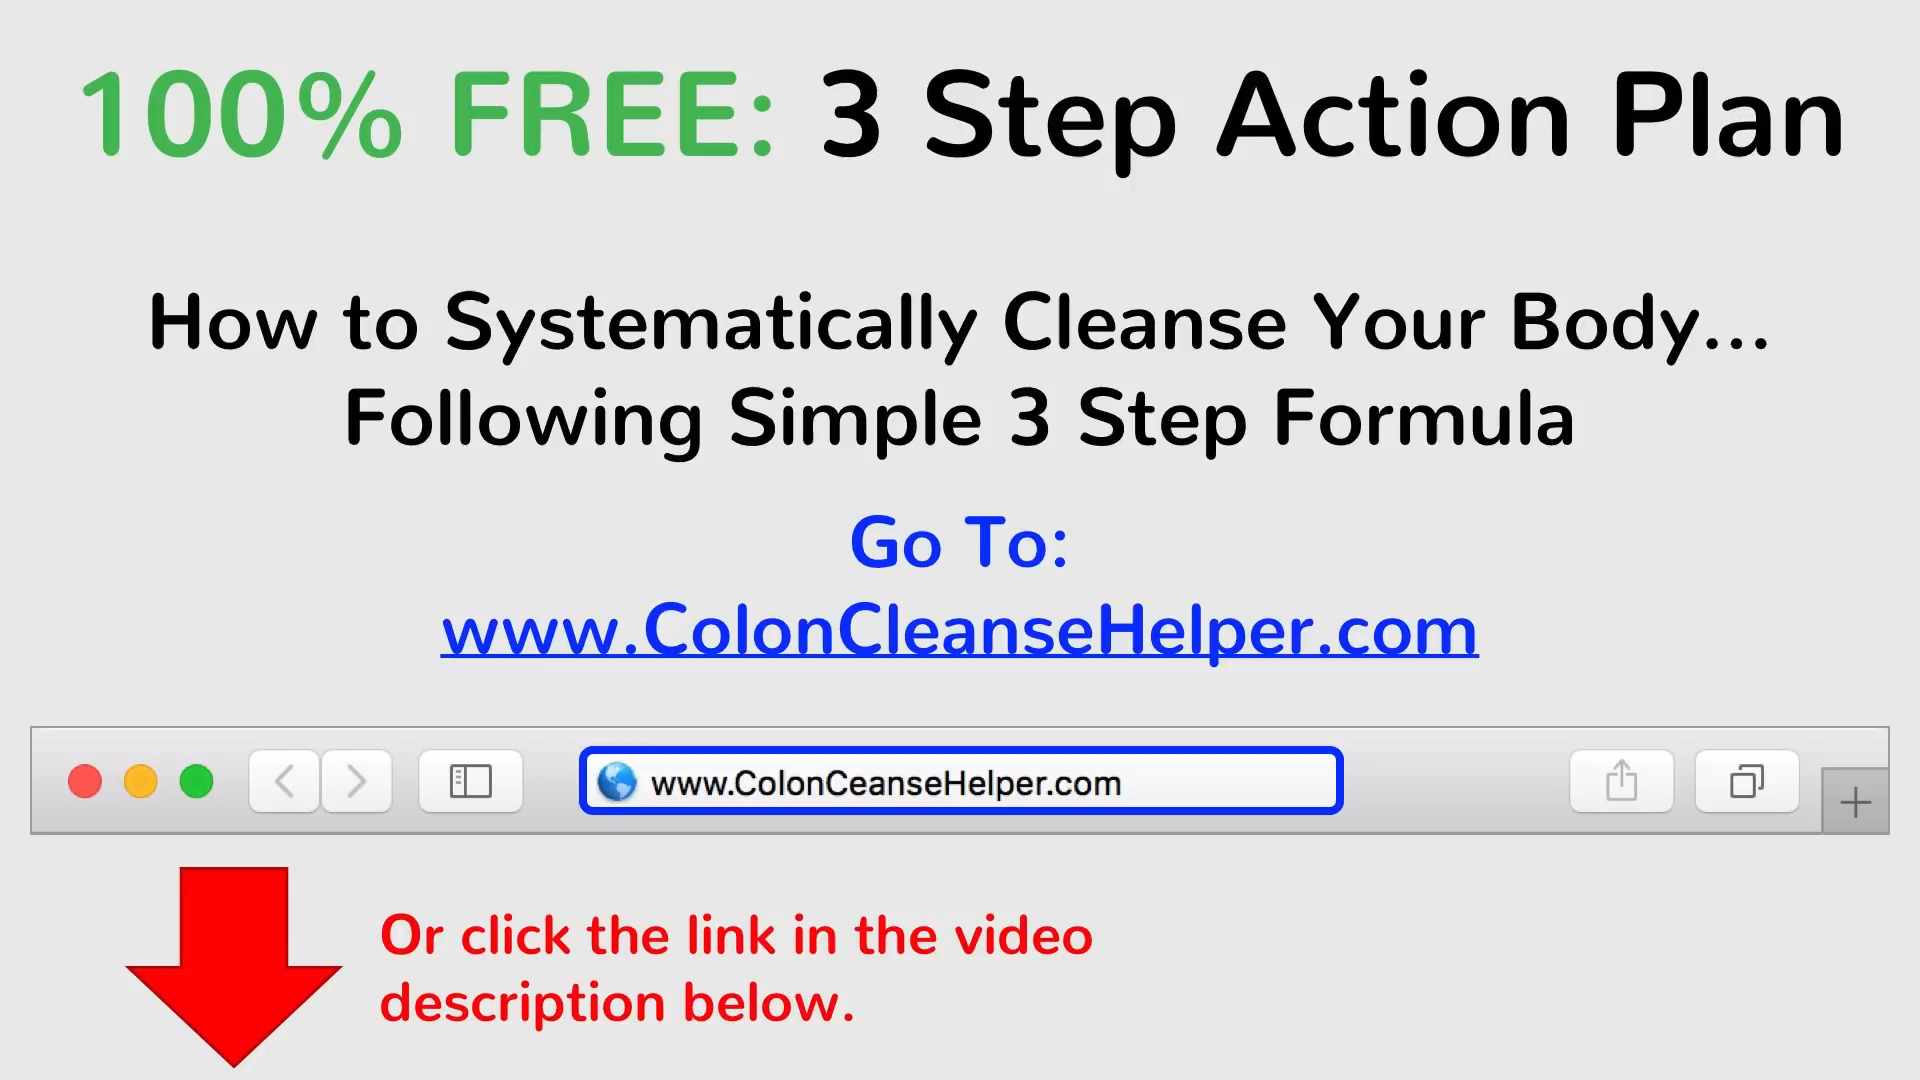 100% FREE: 3 Step Action Plan
How to Systematically Cleanse Your Body...
Following Simple 3 Step Formula
Go To:
www.ColonCleanseHelper.com
www.ColonCeanseHelper.com
Or click the link in the video
description below.